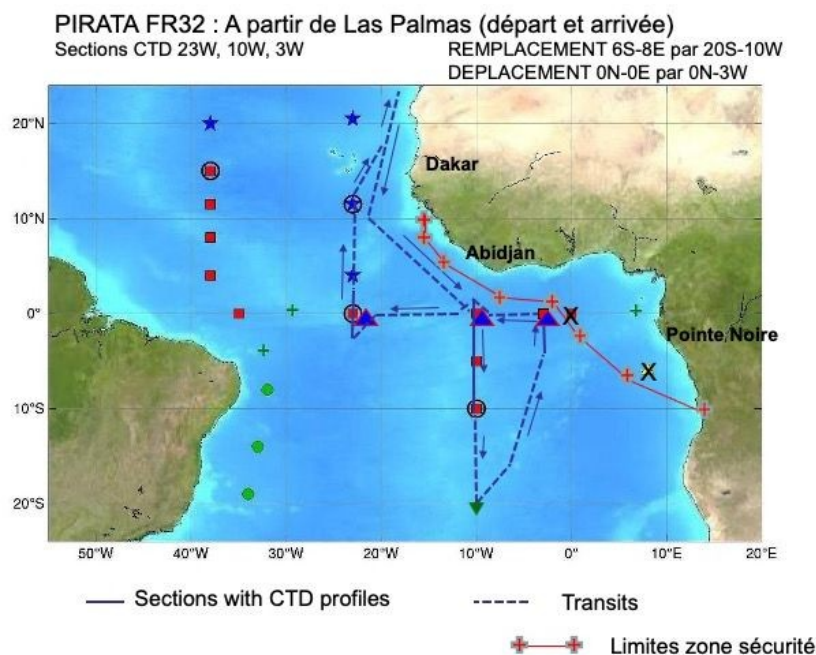 PIRATA FR32 : A partir de Las Palmas (départ et arrivée)
Sections CTD 23W, 10W, 3W
REMPLACEMENT 6S-8E par 20S-10W
DEPLACEMENT 0N-0E par 0N-3W
20°N
10°N
0°
10°S
20°S
Dakar
Abidjan
Pointe Noire
X
X
50°W 40°W 30°W 20°W 10°W 0° 10°E 20°E
Sections with CTD profiles
Transits
Limites zone sécurité